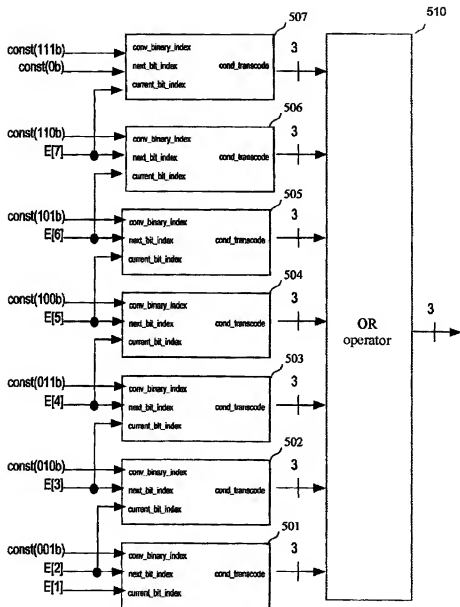 510
507
3
const(111b)
conv_binary_index
const(0b)
next_bit_index cond_transcode
current_bit_index
506
3
const(110b)
conv_binary_index
E[7]
next_bit_index cond_transcode
current_bit_index
505
3
const(101b)
conv_binary_index
E[6]
next_bit_index cond_transcode
current_bit_index
504
3
const(100b)
conv_binary_index
E[5]
next_bit_index cond_transcode
current_bit_index
OR
operator
3
503
3
const(011b)
conv_binary_index
E[4]
next_bit_index cond_transcode
current_bit_index
502
3
const(010b)
conv_binary_index
E[3]
next_bit_index cond_transcode
current_bit_index
501
3
const(001b)
conv_binary_index
E[2]
next_bit_index cond_transcode
E[1]
current_bit_index